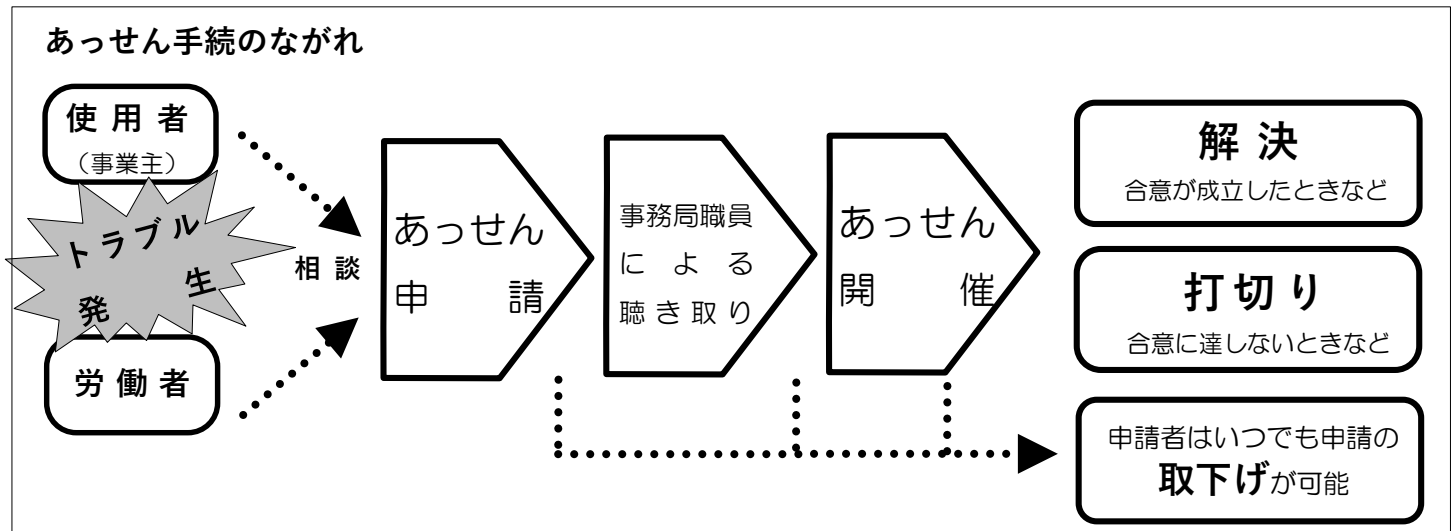 あっせん手続のながれ
使用者
（事業主）
トラブル
発生
労働者
相談
あっせん
申請
事務局職員
による
聴き取り
あっせん
開催
解決
合意が成立したときなど
打切り
合意に達しないときなど
申請者はいつでも申請の
取下げが可能